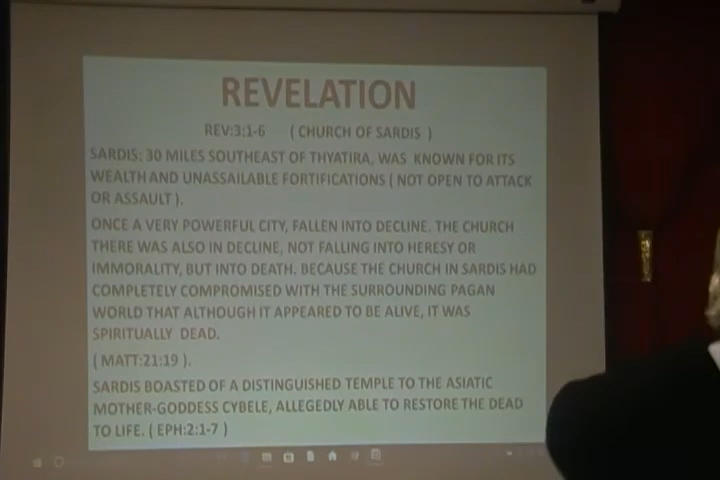 REVELATION
REV:3:1-6 ( CHURCH OF SARDIS )
SARDIS: 30 MILES SOUTHEAST OF THYATIRA, WAS KNOWN FOR ITS
WEALTH AND UNASSAILABLE FORTIFICATIONS ( NOT OPEN TO ATTACK
OR ASSAULT ).
ONCE A VERY POWERFUL CITY, FALLEN INTO DECLINE. THE CHURCH
THERE WAS ALSO IN DECLINE, NOT FALLING INTO HERESY OR
IMMORALITY, BUT INTO DEATH. BECAUSE THE CHURCH IN SARDIS HAD
COMPLETELY COMPROMISED WITH THE SURROUNDING PAGAN
WORLD THAT ALTHOUGH IT APPEARED TO BE ALIVE, IT WAS
SPIRITUALLY DEAD.
( MATT:21:19 ).
SARDIS BOASTED OF A DISTINGUISHED TEMPLE TO THE ASIATIC
MOTHER-GODDESS CYBELE, ALLEGEDLY ABLE TO RESTORE THE DEAD
TO LIFE. ( EPH:2:1-7 )